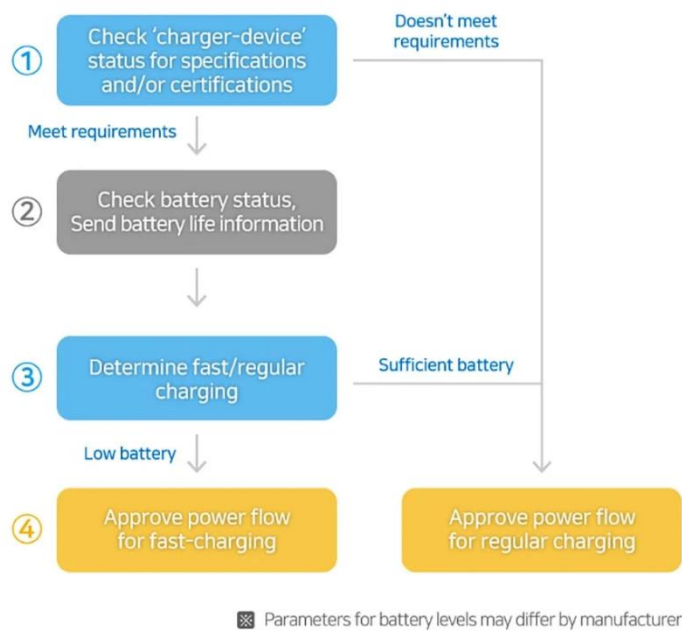 ①
Check ‘charger-device’
status for specifications
and/or certifications
Doesn’t meet
requirements
Meet requirements
②
Check battery status,
Send battery life information
③
Determine fast/regular
charging
Sufficient battery
Low battery
④
Approve power flow
for fast-charging
Approve power flow
for regular charging
※ Parameters for battery levels may differ by manufacturer